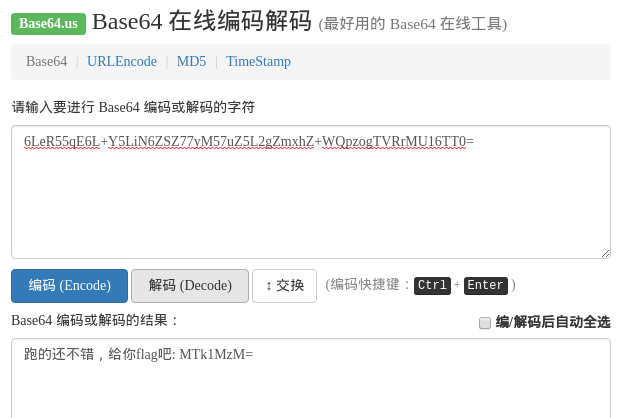 Base64.us Base64 在线编码解码 (最好用的 Base64 在线工具)
Base64 | URLEncode | MD5 | TimeStamp
请输入要进行 Base64 编码或解码的字符
6LeR55qE6L+Y5LiN6ZSZ77yM57uZ5L2gZmxhZ+WQpzogTVRrMU16TT0=
编码 (Encode) 解码 (Decode) ↕ 交换 (编码快捷键：Ctrl + Enter )
Base64 编码或解码的结果： 编/解码后自动全选
跑的还不错，给你flag吧: MTk1MzM=